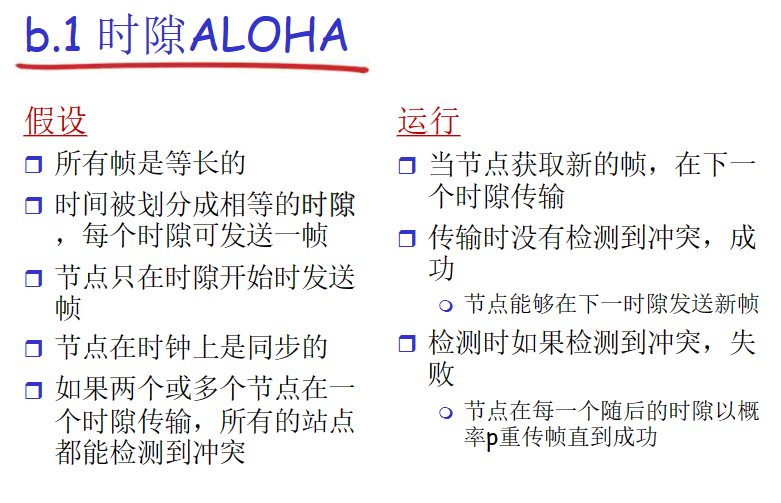 b.1 时隙ALOHA
假设
所有帧是等长的
时间被划分成相等的时隙
，每个时隙可发送一帧
节点只在时隙开始时发送
帧
节点在时钟上是同步的
如果两个或多个节点在一
个时隙传输，所有的站点
都能检测到冲突
运行
当节点获取新的帧，在下一
个时隙传输
传输时没有检测到冲突，成
功
节点能够在下一时隙发送新帧
检测时如果检测到冲突，失
败
节点在每一个随后的时隙以概
率p重传帧直到成功